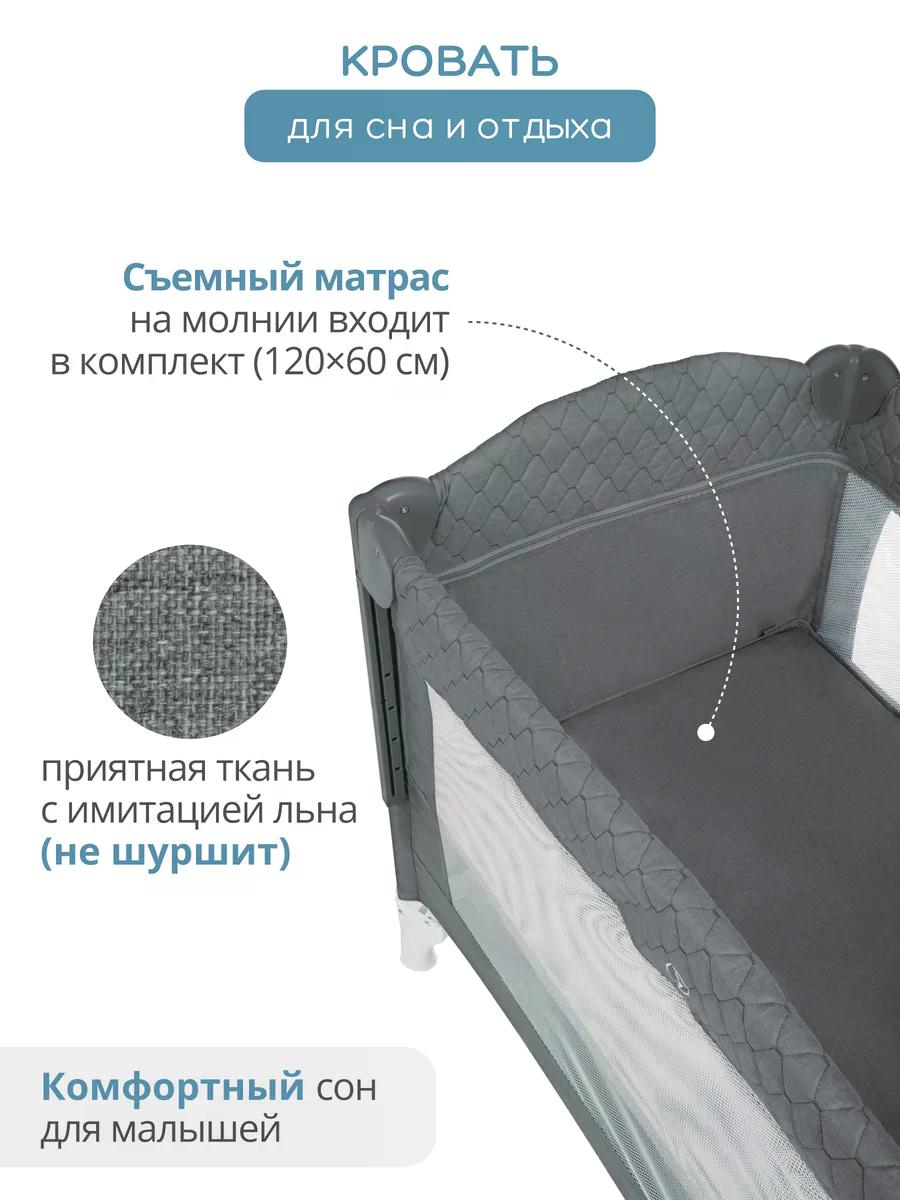 КРОВАТЬ
для сна и отдыха
Съемный матрас
на молнии входит
в комплект (120×60 см)
приятная ткань
с имитацией льна
(не шуршит)
Комфортный сон
для малышей